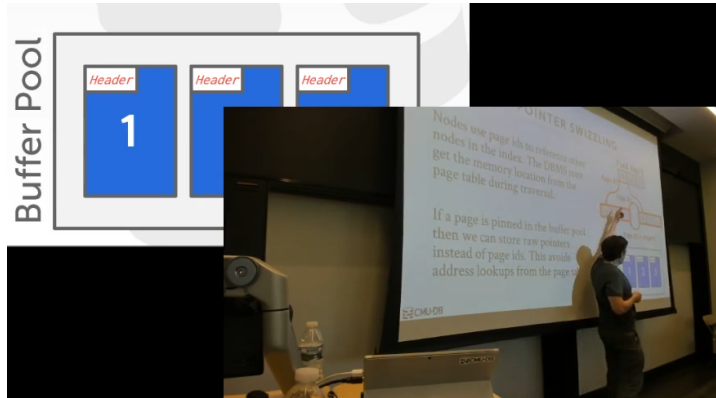 Buffer Pool
Header
Header
Header
1
POINTER SWIZZLING
Nodes use page ids to reference other
nodes in the index. The DBMS must
get the memory location from the
page table during traversal.
If a page is pinned in the buffer pool,
then we can store raw pointers
instead of page ids. This avoids
address lookups from the page
CMU-DB